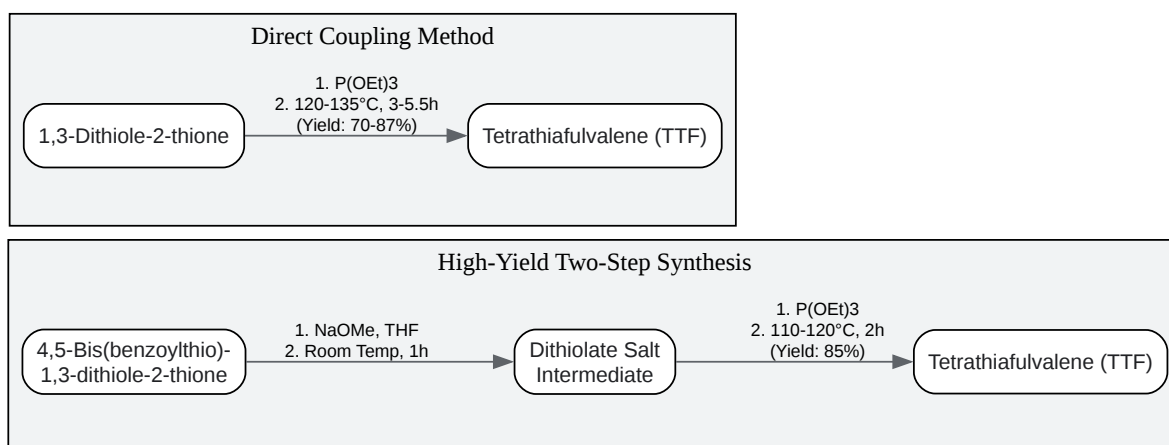 Direct Coupling Method
1. P(OEt)3
2. 120-135°C, 3-5.5h
(Yield: 70-87%)
1,3-Dithiole-2-thione
Tetrathiafulvalene (TTF)
High-Yield Two-Step Synthesis
4,5-Bis(benzoylthio)-
1,3-dithiole-2-thione
1. NaOMe, THF
2. Room Temp, 1h
Dithiolate Salt
Intermediate
1. P(OEt)3
2. 110-120°C, 2h
(Yield: 85%)
Tetrathiafulvalene (TTF)